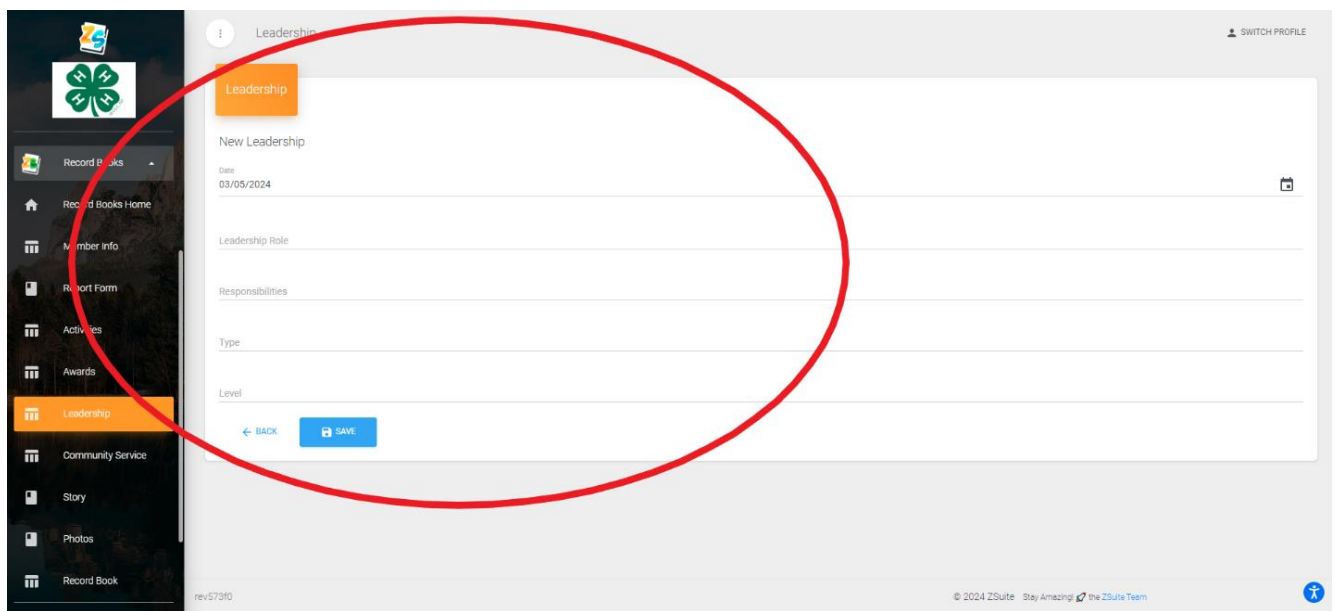 ZS
H H
H H
Record Books
Record Books Home
Member Info
Report Form
Activities
Awards
Leadership
Community Service
Story
Photos
Record Book
Leadership
SWITCH PROFILE
Leadership
New Leadership
Date
03/05/2024
Leadership Role
Responsibilities
Type
Level
BACK
SAVE
rev573f0
© 2024 ZSuite Stay Amazing! the ZSuite Team